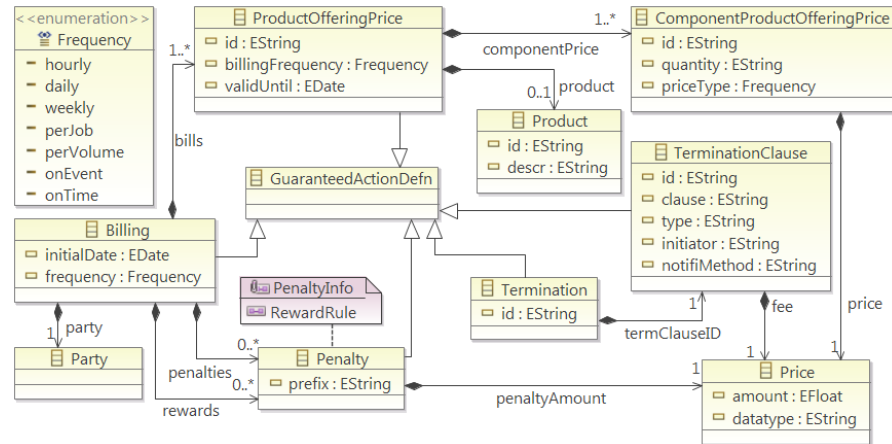 <<enumeration>>
Frequency
hourly
daily
weekly
perJob
perVolume
onEvent
onTime
ProductOfferingPrice
id : EString
billingFrequency : Frequency
validUntil : EDate
1..*
componentPrice
ComponentProductOfferingPrice
id : EString
quantity : EString
priceType : Frequency
1..*
bills
0..1
product
Product
id : EString
descr : EString
GuaranteedActionDefn
TerminationClause
id : EString
clause : EString
type : EString
initiator : EString
notifiMethod : EString
Billing
initialDate : EDate
frequency : Frequency
PenaltyInfo
RewardRule
Termination
id : EString
1
termClauseID
fee
1
price
1
party
1
Party
penalties
0..*
rewards
0..*
Penalty
prefix : EString
penaltyAmount
1
Price
amount : EFloat
datatype : EString